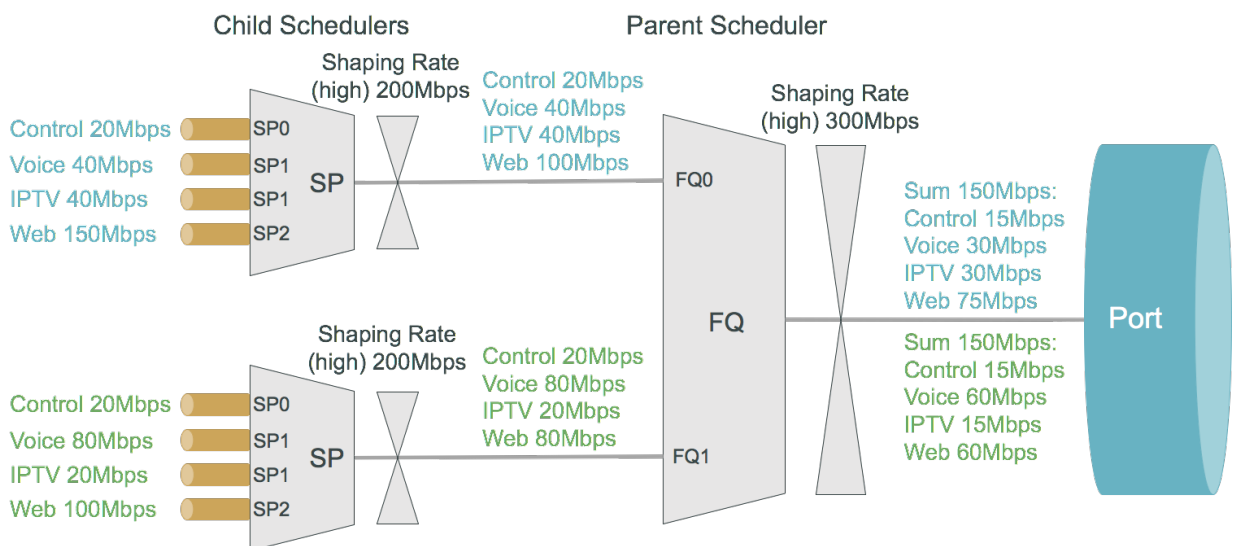 Child Schedulers
Parent Scheduler
Shaping Rate
(high) 200Mbps
Control 20Mbps
Voice 40Mbps
IPTV 40Mbps
Web 150Mbps
SP0
SP1
SP1
SP2
SP
Control 20Mbps
Voice 40Mbps
IPTV 40Mbps
Web 100Mbps
Shaping Rate
(high) 200Mbps
Control 20Mbps
Voice 80Mbps
IPTV 20Mbps
Web 100Mbps
SP0
SP1
SP1
SP2
SP
Control 20Mbps
Voice 80Mbps
IPTV 20Mbps
Web 80Mbps
FQ0
FQ
FQ1
Shaping Rate
(high) 300Mbps
Sum 150Mbps:
Control 15Mbps
Voice 30Mbps
IPTV 30Mbps
Web 75Mbps
Sum 150Mbps:
Control 15Mbps
Voice 60Mbps
IPTV 15Mbps
Web 60Mbps
Port